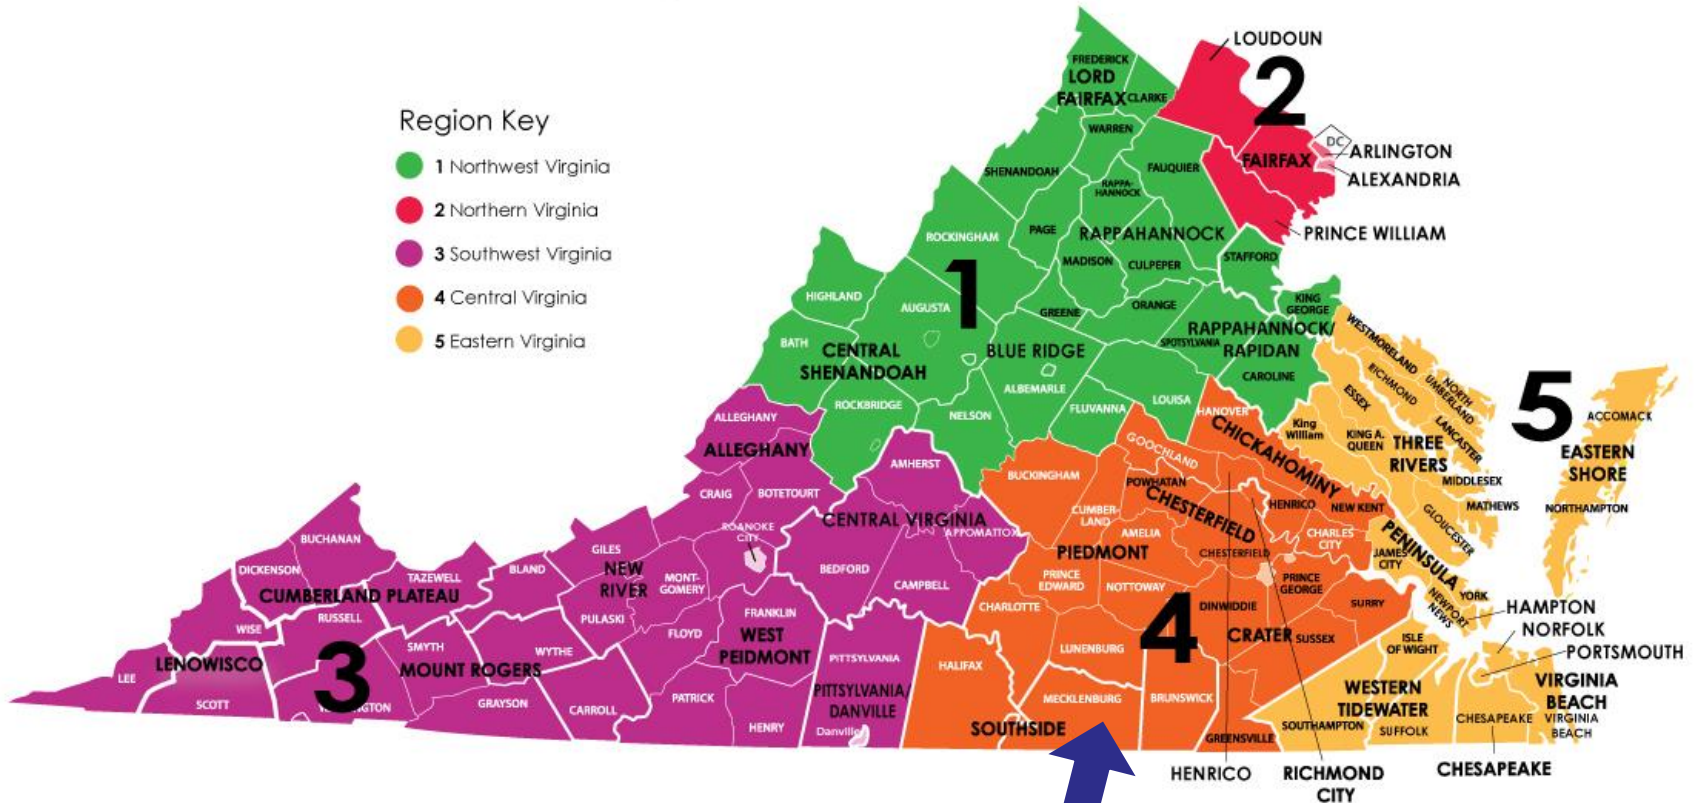 Region Key
1 Northwest Virginia
2 Northern Virginia
3 Southwest Virginia
4 Central Virginia
5 Eastern Virginia
LOUDOUN
2
FREDERICK
LORD
FAIRFAX
CLARKE
WARREN
SHENANDOAH
FAUQUIER
RAPPA-
HANNOCK
DC
ARLINGTON
FAIRFAX
ALEXANDRIA
PRINCE WILLIAM
ROCKINGHAM
PAGE
RAPPAHANNOCK
MADISON
CULPEPER
STAFFORD
1
HIGHLAND
AUGUSTA
GREENE
ORANGE
KING
GEORGE
BATH
CENTRAL
SHENANDOAH
BLUE RIDGE
RAPPAHANNOCK/
RAPIDAN
SPOTSYLVANIA
CAROLINE
ALBEMARLE
ROCKBRIDGE
NELSON
FLUVANNA
LOUISA
WESTMORELAND
RICHMOND
NORTH
UMBERLAND
ESSEX
LANCASTER
King
William
KING A.
QUEEN
THREE
RIVERS
MIDDLESEX
MATHEWS
GLOUCESTER
5
ACCOMACK
EASTERN
SHORE
NORTHAMPTON
ALLEGHANY
ALLEGHANY
AMHERST
CRAIG
BOTETOURT
ROANOKE
CITY
CENTRAL VIRGINIA
APPOMATTOX
BEDFORD
CAMPBELL
HANOVER
CHICKAHOMINY
GOOCHLAND
BUCKINGHAM
POWHATAN
CHESTERFIELD
HENRICO
NEW KENT
CUMBER-
LAND
AMELIA
CHESTERFIELD
CHARLES
CITY
PIEDMONT
PRINCE
EDWARD
NOTTOWAY
PRINCE
GEORGE
PENINSULA
JAMES
CITY
YORK
NEWPORT
NEWS
HAMPTON
NORFOLK
PORTSMOUTH
BUCHANAN
DICKENSON
TAZEWELL
BLAND
GILES
NEW
RIVER
MONT-
GOMERY
CUMBERLAND PLATEAU
RUSSELL
PULASKI
FRANKLIN
WISE
SMYTH
WYTHE
FLOYD
WEST
PEIDMONT
PITTSYLVANIA
LENOWISCO
3
MOUNT ROGERS
LEE
SCOTT
GRAYSON
CARROLL
PATRICK
HENRY
PITTSYLVANIA/
DANVILLE
Danville
CHARLOTTE
HALIFAX
LUNENBURG
4
DINWIDDIE
CRATER
SUSSEX
SURRY
MECKLENBURG
BRUNSWICK
SOUTHSIDE
GREENSVILLE
ISLE
OF WIGHT
WESTERN
TIDEWATER
SOUTHAMPTON
SUFFOLK
VIRGINIA
BEACH
CHESAPEAKE
VIRGINIA
BEACH
HENRICO
RICHMOND
CITY
CHESAPEAKE